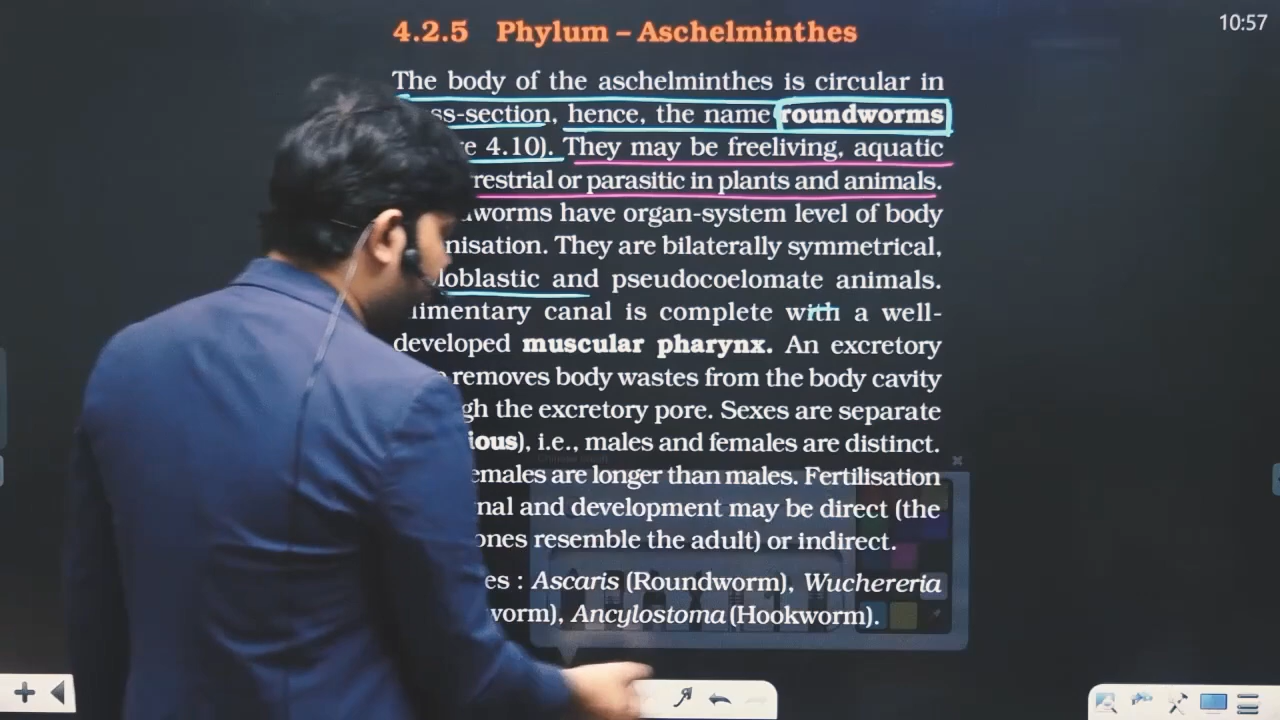 4.2.5 Phylum – Aschelminthes
10:57
The body of the aschelminthes is circular in
ss-section, hence, the name roundworms
e 4.10). They may be freeliving, aquatic
restrial or parasitic in plants and animals.
worms have organ-system level of body
nisation. They are bilaterally symmetrical,
loblastic and pseudocoelomate animals.
limentary canal is complete with a well-
developed muscular pharynx. An excretory
removes body wastes from the body cavity
gh the excretory pore. Sexes are separate
ious), i.e., males and females are distinct.
emales are longer than males. Fertilisation
nal and development may be direct (the
ones resemble the adult) or indirect.
es : Ascaris (Roundworm), Wuchereria
worm), Ancylostoma (Hookworm).